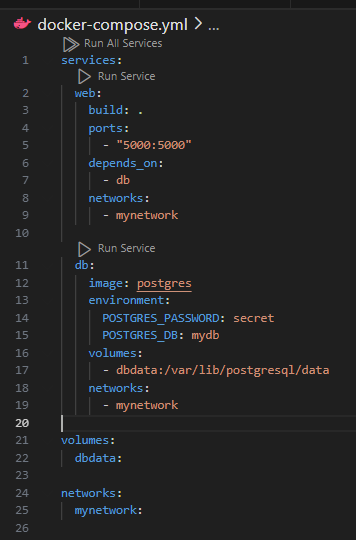 docker-compose.yml > ...
Run All Services
1 services:
Run Service
2   web:
3     build: .
4     ports:
5       - "5000:5000"
6     depends_on:
7       - db
8     networks:
9       - mynetwork
10
Run Service
11   db:
12     image: postgres
13     environment:
14       POSTGRES_PASSWORD: secret
15       POSTGRES_DB: mydb
16     volumes:
17       - dbdata:/var/lib/postgresql/data
18     networks:
19       - mynetwork
20
21 volumes:
22   dbdata:
23
24 networks:
25   mynetwork:
26